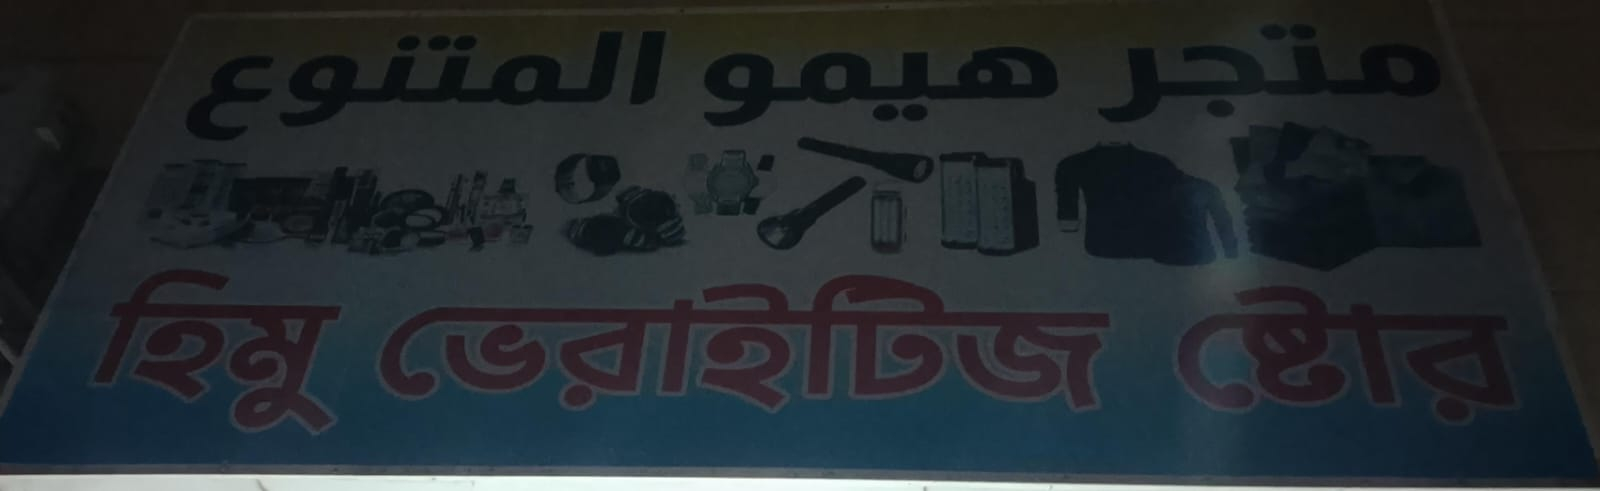 متجر هيمو المتنوع
হিমু ভেরাইটিজ ষ্টোর